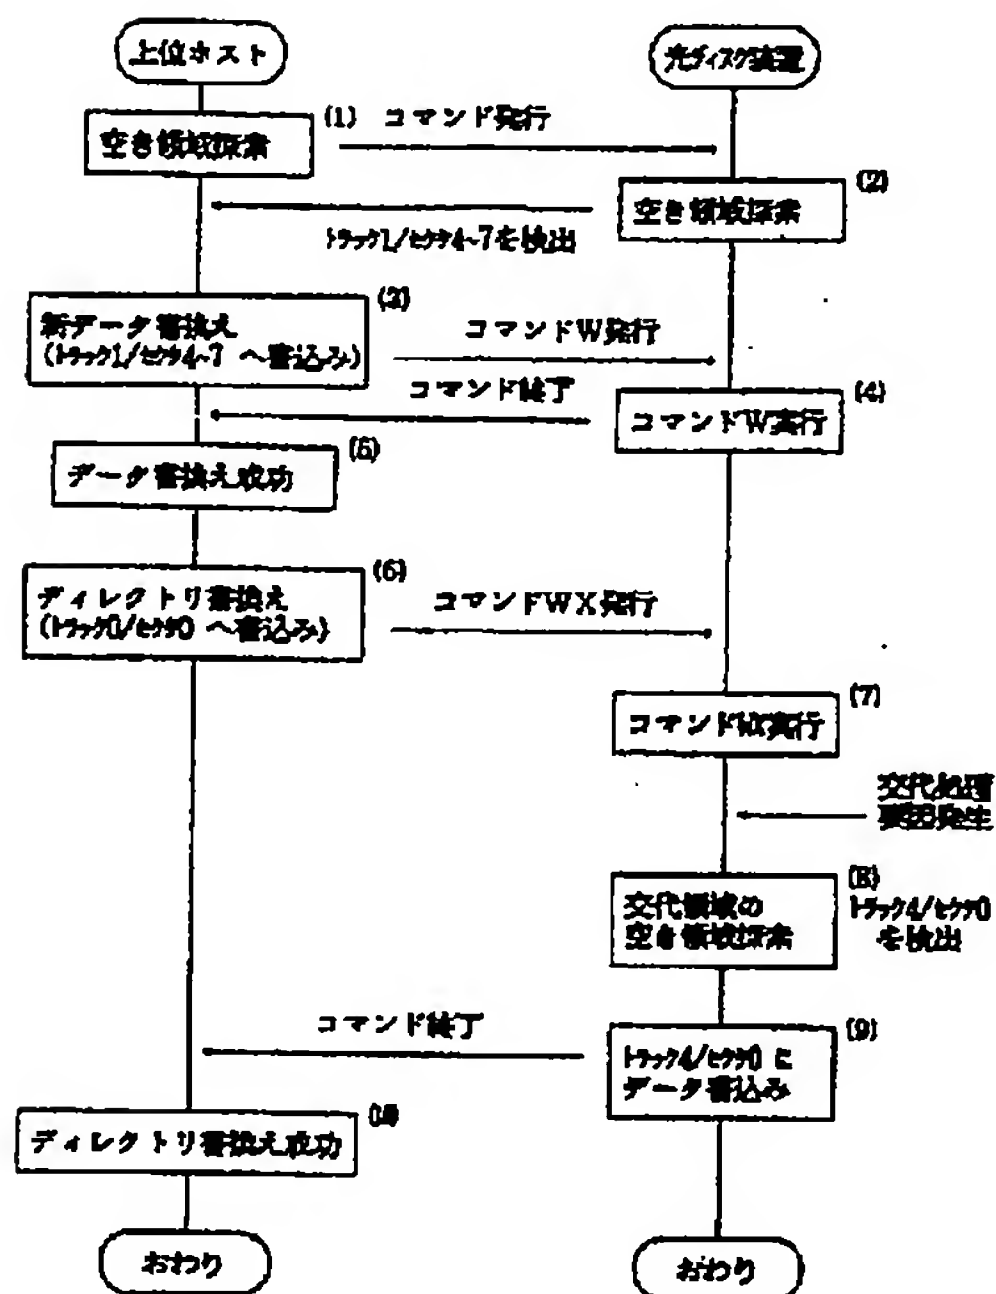 上位ホスト
光ディスク装置
空き領域探索
(1) コマンド発行
空き領域探索
(2)
トラック1/セクタ4~7を検出
新データ書換え
(トラック1/セクタ4~7 へ書込み)
(3)
コマンドW発行
コマンド終了
コマンドW実行
(4)
データ書換え成功
(5)
ディレクトリ書換え
(トラック0/セクタ0 へ書込み)
(6)
コマンドFWX発行
コマンド実行
(7)
交代処理
要因発生
交代領域の
空き領域探索
(8)
トラック4/セクタ0
を検出
コマンド終了
トラック4/セクタ0 に
データ書込み
(9)
ディレクトリ書換え成功
おわり
おわり